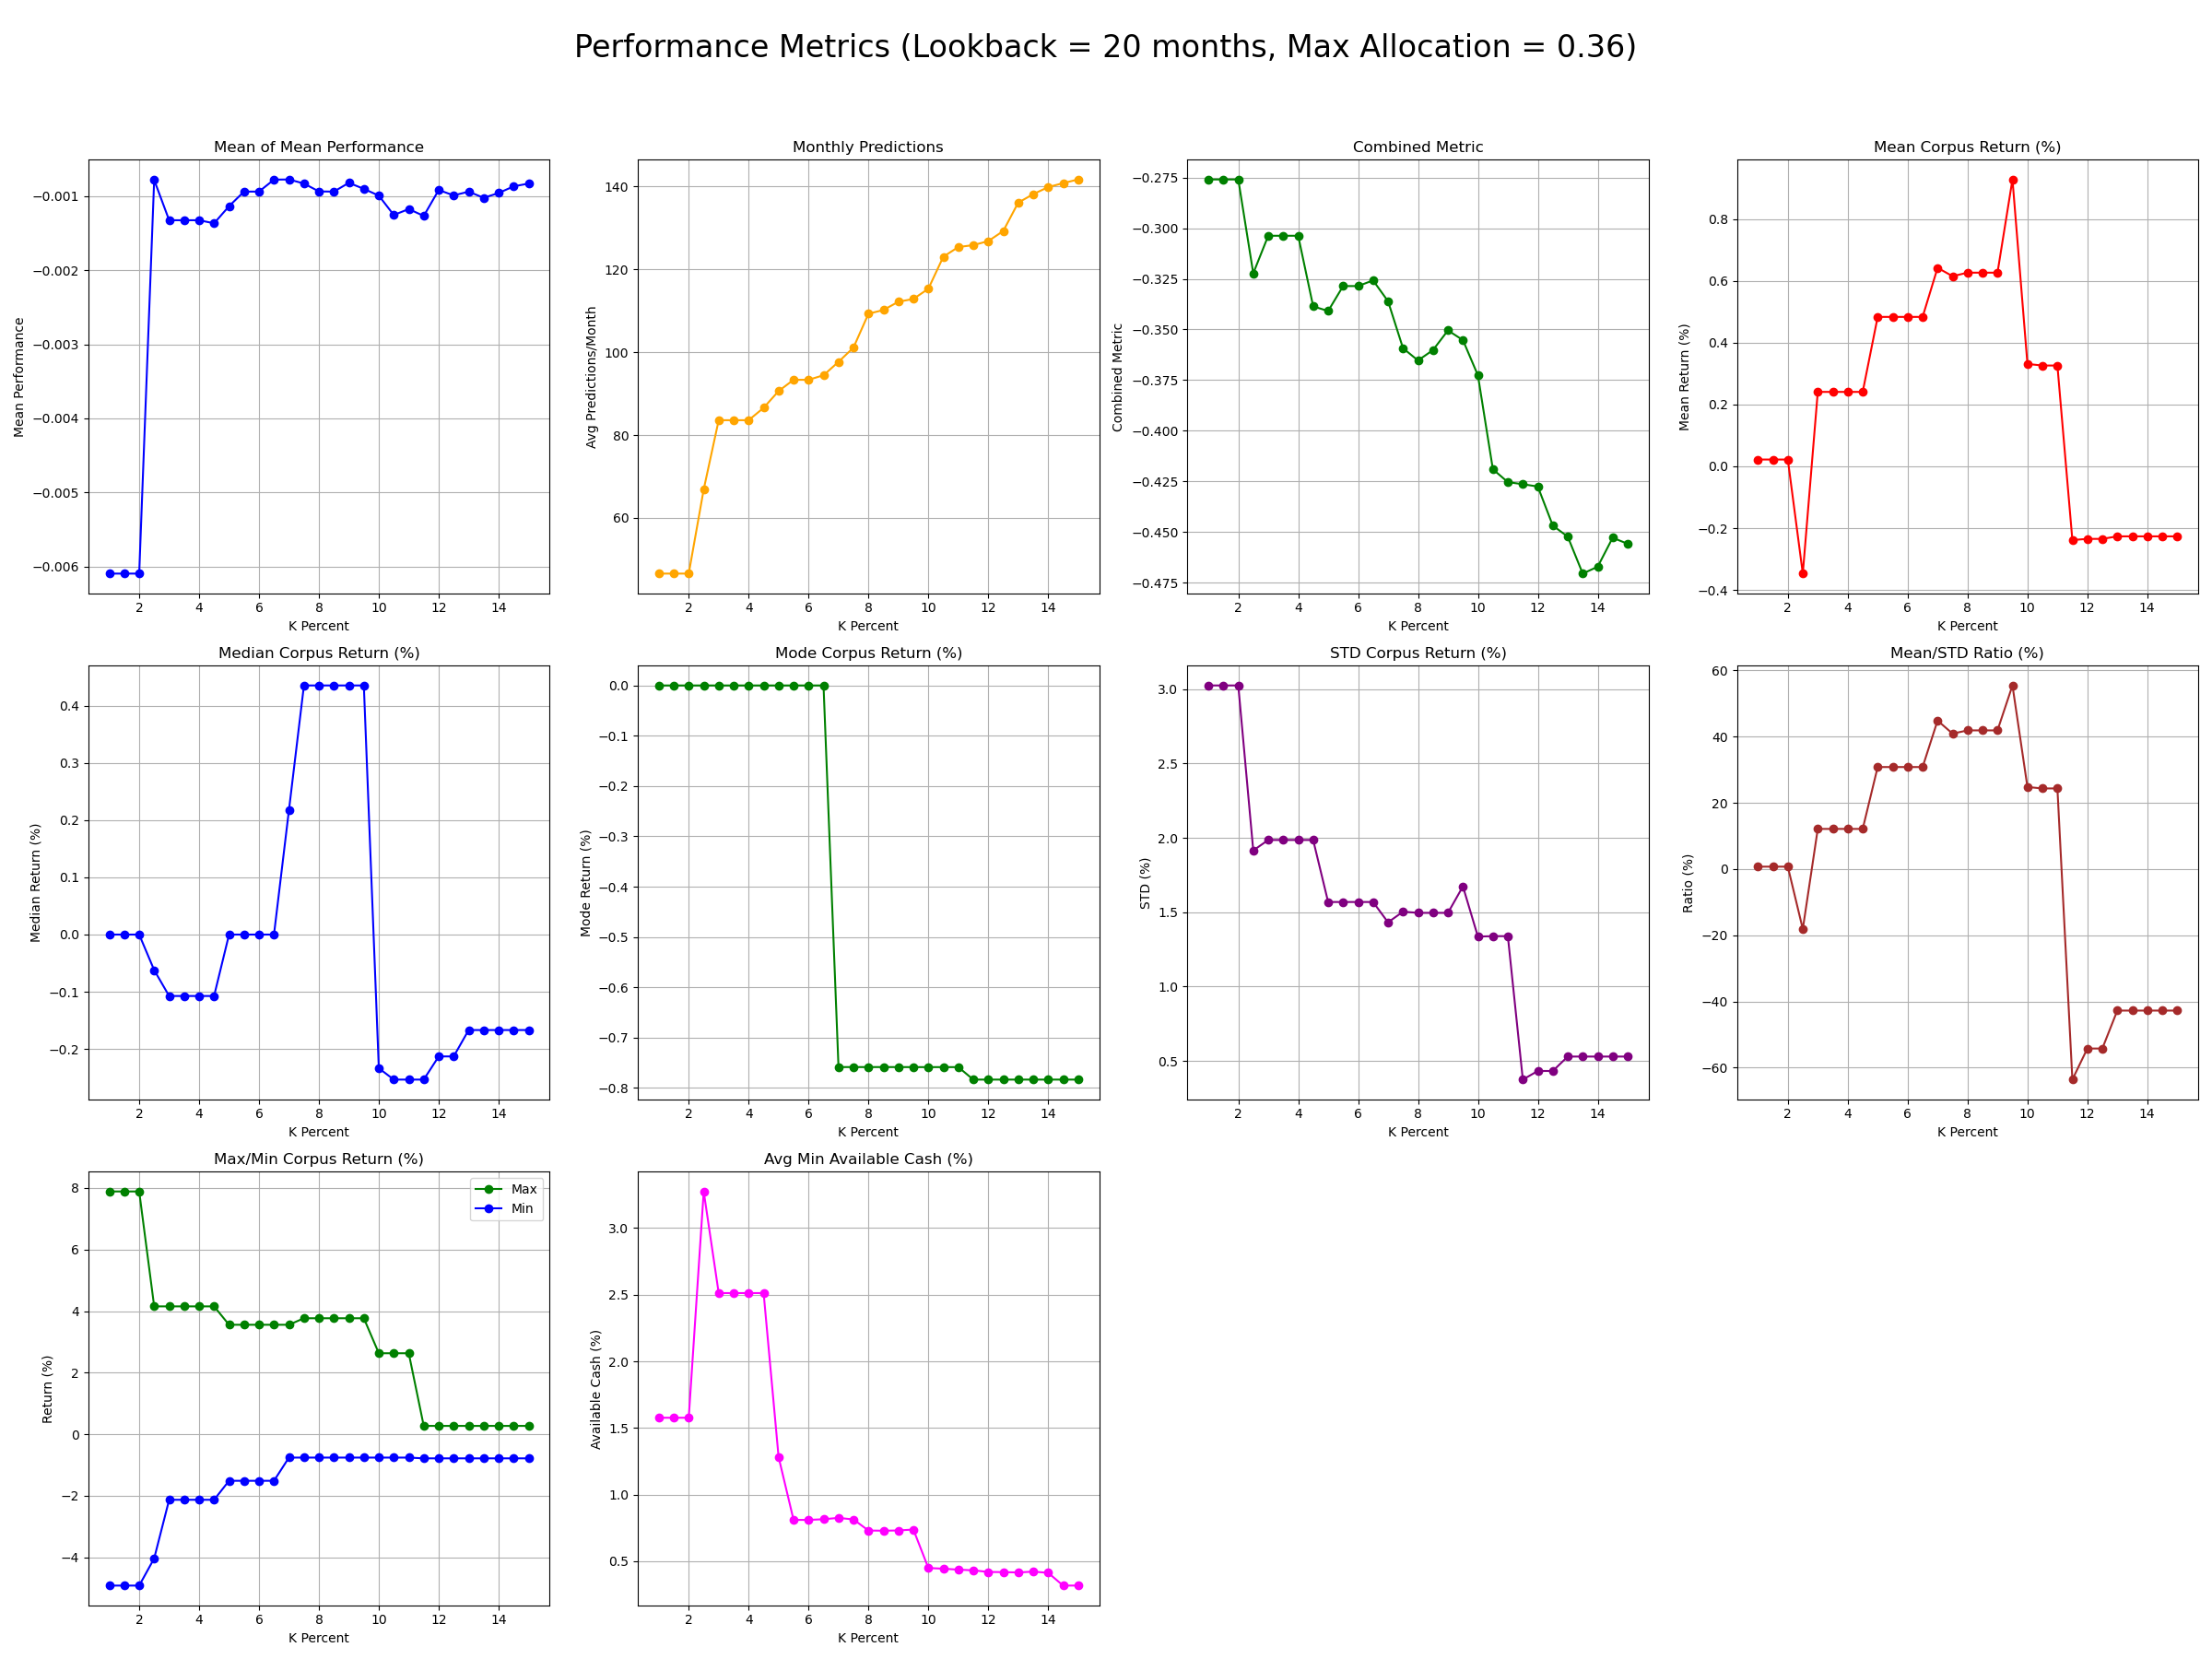 Performance Metrics (Lookback = 20 months, Max Allocation = 0.36)
Mean of Mean Performance
Mean Performance
−0.001
−0.002
−0.003
−0.004
−0.005
−0.006
2 4 6 8 10 12 14
K Percent
Monthly Predictions
Avg Predictions/Month
140
120
100
80
60
2 4 6 8 10 12 14
K Percent
Combined Metric
Combined Metric
−0.275
−0.300
−0.325
−0.350
−0.375
−0.400
−0.425
−0.450
−0.475
2 4 6 8 10 12 14
K Percent
Mean Corpus Return (%)
Mean Return (%)
0.8
0.6
0.4
0.2
0.0
−0.2
−0.4
2 4 6 8 10 12 14
K Percent
Median Corpus Return (%)
Median Return (%)
0.4
0.3
0.2
0.1
0.0
−0.1
−0.2
2 4 6 8 10 12 14
K Percent
Mode Corpus Return (%)
Mode Return (%)
0.0
−0.1
−0.2
−0.3
−0.4
−0.5
−0.6
−0.7
−0.8
2 4 6 8 10 12 14
K Percent
STD Corpus Return (%)
STD (%)
3.0
2.5
2.0
1.5
1.0
0.5
2 4 6 8 10 12 14
K Percent
Mean/STD Ratio (%)
Ratio (%)
60
40
20
0
−20
−40
−60
2 4 6 8 10 12 14
K Percent
Max/Min Corpus Return (%)
Return (%)
8
6
4
2
0
−2
−4
Max
Min
2 4 6 8 10 12 14
K Percent
Avg Min Available Cash (%)
Available Cash (%)
3.0
2.5
2.0
1.5
1.0
0.5
2 4 6 8 10 12 14
K Percent